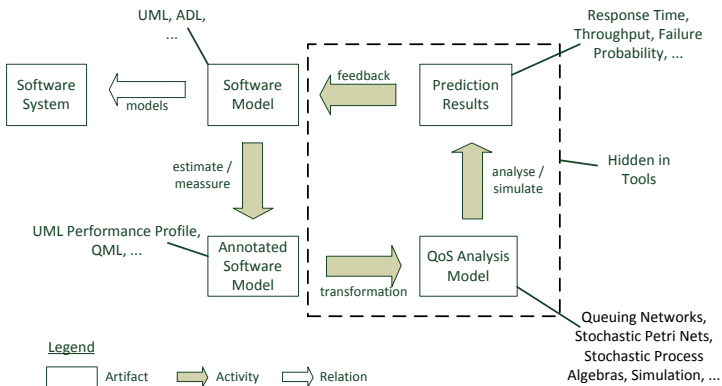 UML, ADL,
...
Response Time,
Throughput, Failure
Probability, ...
Software
System
models
Software
Model
feedback
Prediction
Results
estimate /
meassure
analyse /
simulate
Hidden in
Tools
UML Performance Profile,
QML, ...
Annotated
Software
Model
transformation
QoS Analysis
Model
Queuing Networks,
Stochastic Petri Nets,
Stochastic Process
Algebras, Simulation, ...
Legend
Artifact
Activity
Relation